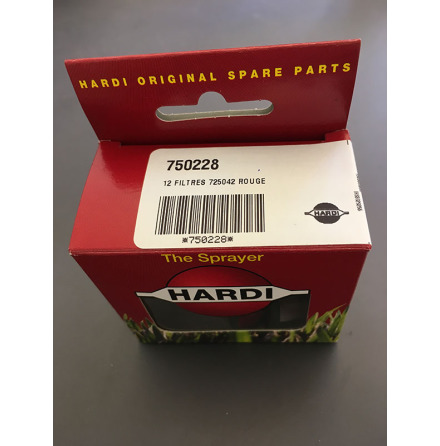 HARDI ORIGINAL SPARE PARTS
750228
12 FILTRES 725042 ROUGE
*750228*
HARDI
The Sprayer
HARDI